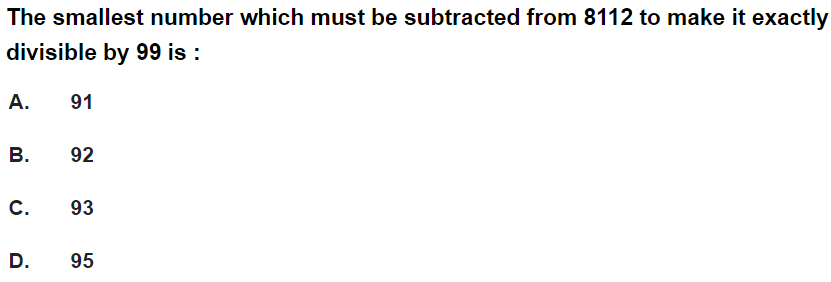 The smallest number which must be subtracted from 8112 to make it exactly
divisible by 99 is :
A. 91
B. 92
C. 93
D. 95